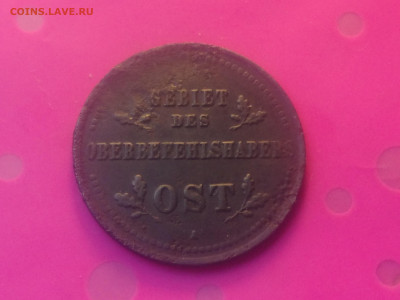 COINS.LAVE.RU
GEBIET
DES
OBERBEFEHLSHABERS
OST
A